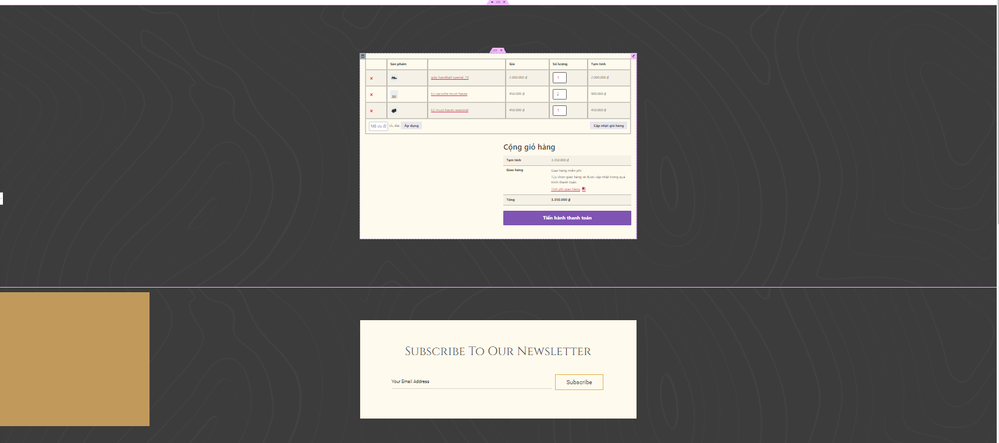 Sản phẩm Giá Số lượng Tạm tính
× giày handball-spezial_19 2.000.000 ₫ 1 2.000.000 ₫
× túi sacoche-must-haves 450.000 ₫ 2 900.000 ₫
× túi must-haves-seasonal 450.000 ₫ 1 450.000 ₫
Mã ưu đã Ưu đãi: Áp dụng Cập nhật giỏ hàng
Cộng giỏ hàng
Tạm tính 3.350.000 ₫
Giao hàng Giao hàng miễn phí
Tùy chọn giao hàng sẽ được cập nhật trong quá
trình thanh toán.
Tính phí giao hàng
Tổng 3.350.000 ₫
Tiến hành thanh toán
Subscribe To Our Newsletter
Your Email Address Subscribe